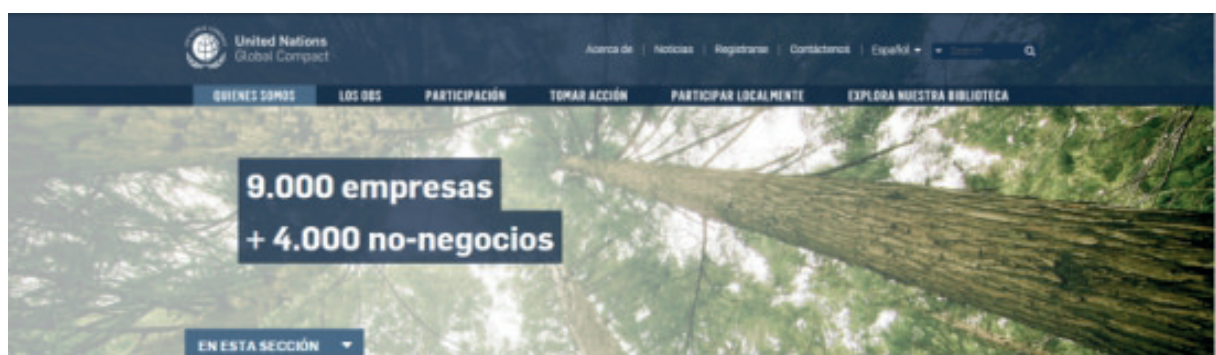 United Nations
Global Compact
Acerca de | Noticias | Registrarse | Contáctenos | Español
Search
QUIENES SOMOS LOS ODS PARTICIPACIÓN TOMAR ACCIÓN PARTICIPAR LOCALMENTE EXPLORA NUESTRA BIBLIOTECA
9.000 empresas
+ 4.000 no-negocios
EN ESTA SECCIÓN